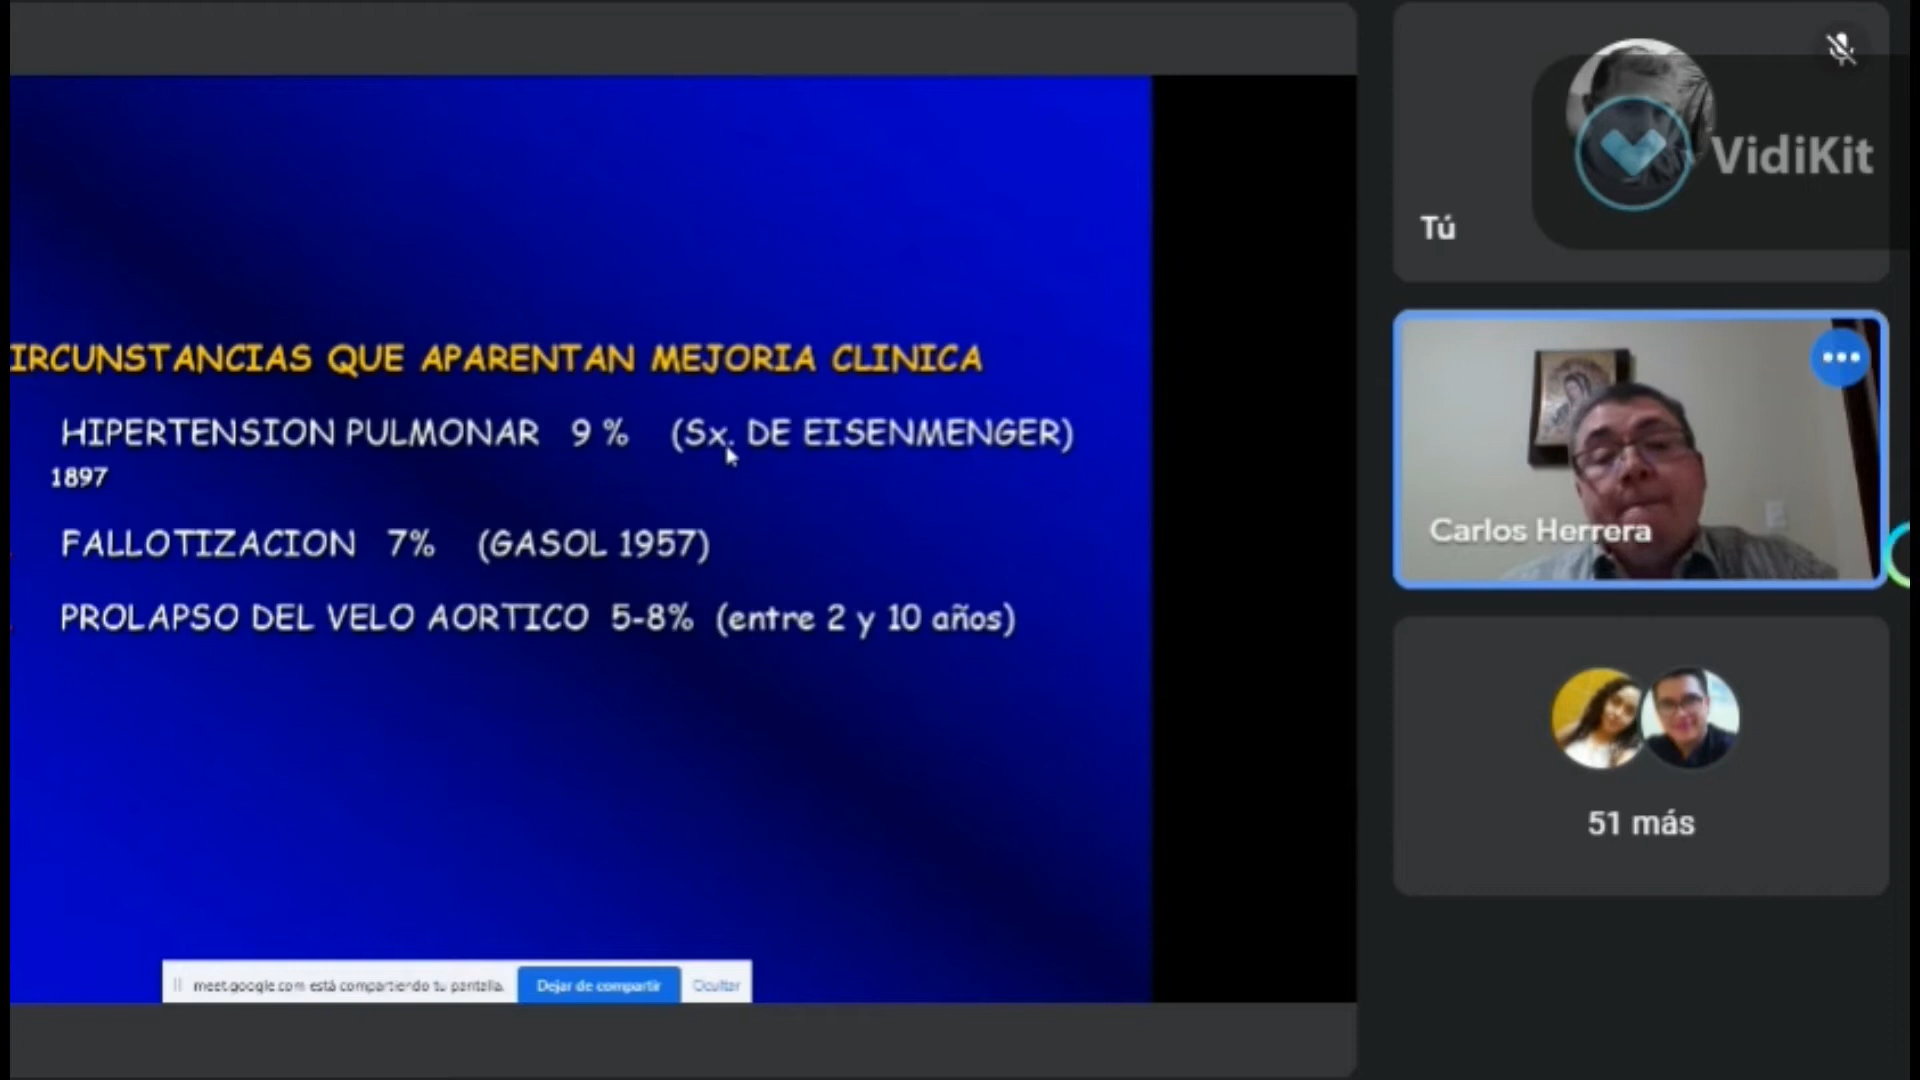 IRCUNSTANCIAS QUE APARENTAN MEJORIA CLINICA
HIPERTENSION PULMONAR 9 % (Sx. DE EISENMENGER)
1897
FALLOTIZACION 7% (GASOL 1957)
PROLAPSO DEL VELO AORTICO 5-8% (entre 2 y 10 años)
meet.google.com está compartiendo tu pantalla.
Dejar de compartir
Ocultar
VidiKit
Tú
Carlos Herrera
51 más